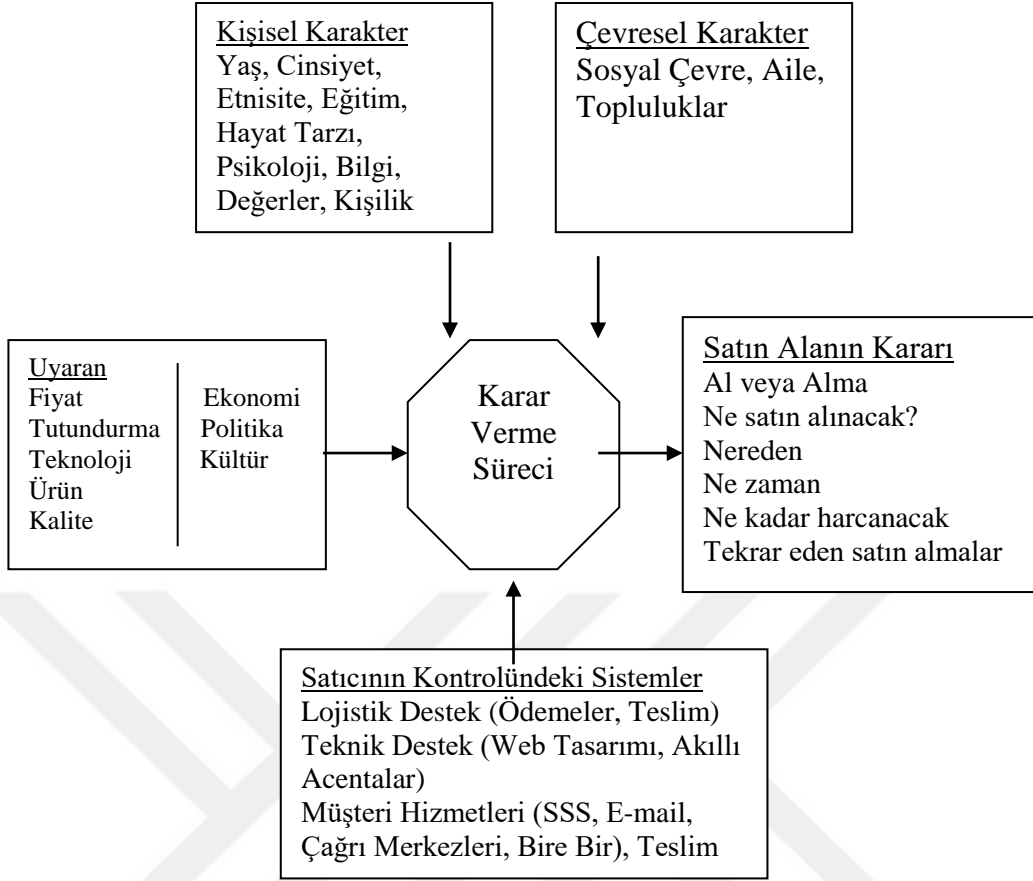 Kişisel Karakter
Yaş, Cinsiyet,
Etnisite, Eğitim,
Hayat Tarzı,
Psikoloji, Bilgi,
Değerler, Kişilik
Çevresel Karakter
Sosyal Çevre, Aile,
Topluluklar
Uyaran
Fiyat
Tutundurma
Teknoloji
Ürün
Kalite
Ekonomi
Politika
Kültür
Karar
Verme
Süreci
Satın Alanın Kararı
Al veya Alma
Ne satın alınacak?
Nereden
Ne zaman
Ne kadar harcanacak
Tekrar eden satın almalar
Satıcının Kontrolündeki Sistemler
Lojistik Destek (Ödemeler, Teslim)
Teknik Destek (Web Tasarımı, Akıllı
Acentalar)
Müşteri Hizmetleri (SSS, E-mail,
Çağrı Merkezleri, Bire Bir), Teslim